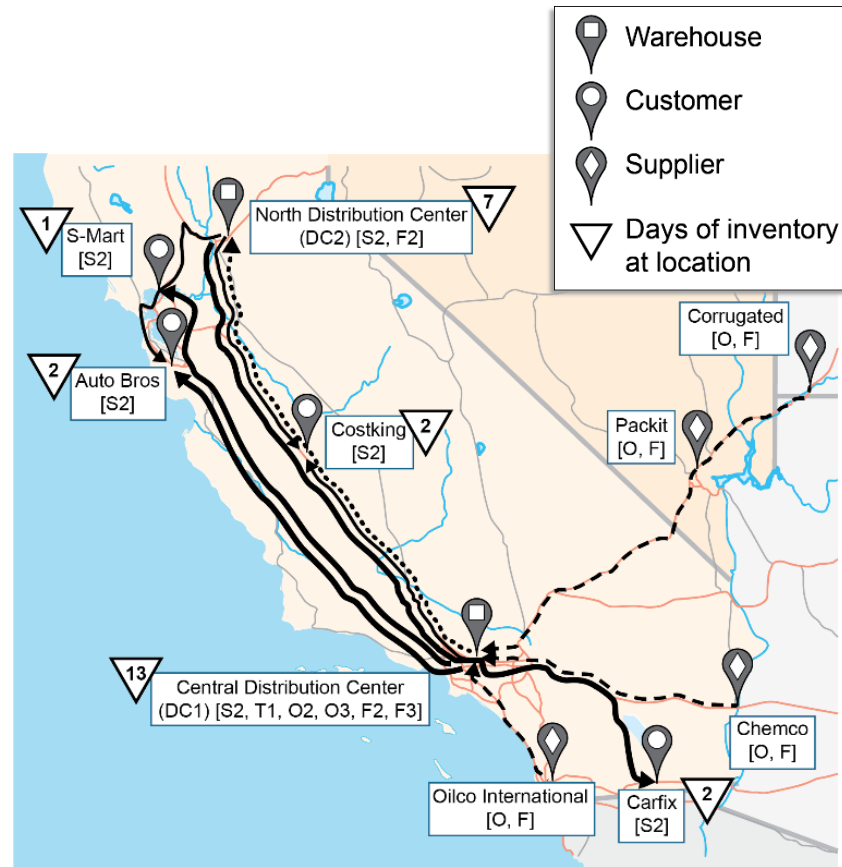 Warehouse
Customer
Supplier
Days of inventory
at location
1
S-Mart
[S2]
North Distribution Center
(DC2) [S2, F2]
7
Corrugated
[O, F]
2
Auto Bros
[S2]
Costking
[S2]
2
Packit
[O, F]
13
Central Distribution Center
(DC1) [S2, T1, O2, O3, F2, F3]
Chemco
[O, F]
Oilco International
[O, F]
Carfix
[S2]
2